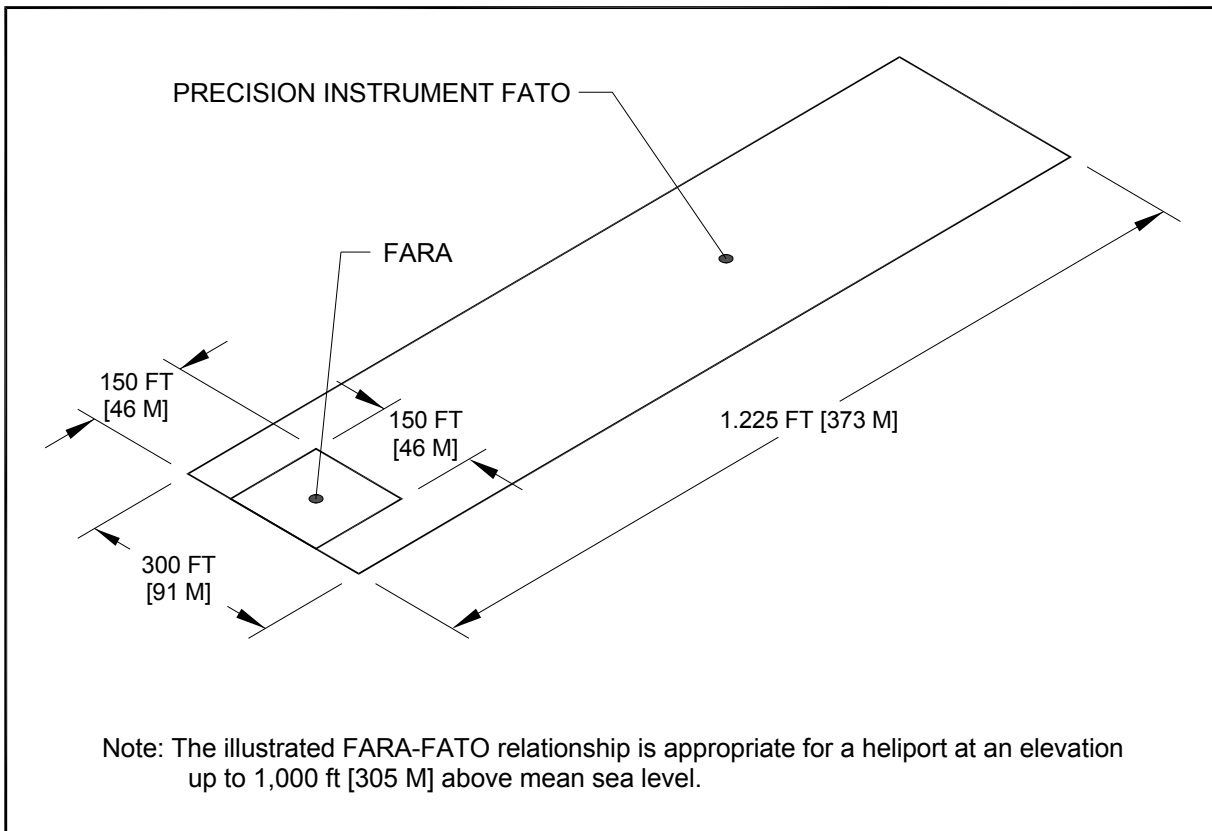 PRECISION INSTRUMENT FATO
FARA
150 FT
[46 M]
150 FT
[46 M]
1.225 FT [373 M]
300 FT
[91 M]
Note: The illustrated FARA-FATO relationship is appropriate for a heliport at an elevation
up to 1,000 ft [305 M] above mean sea level.